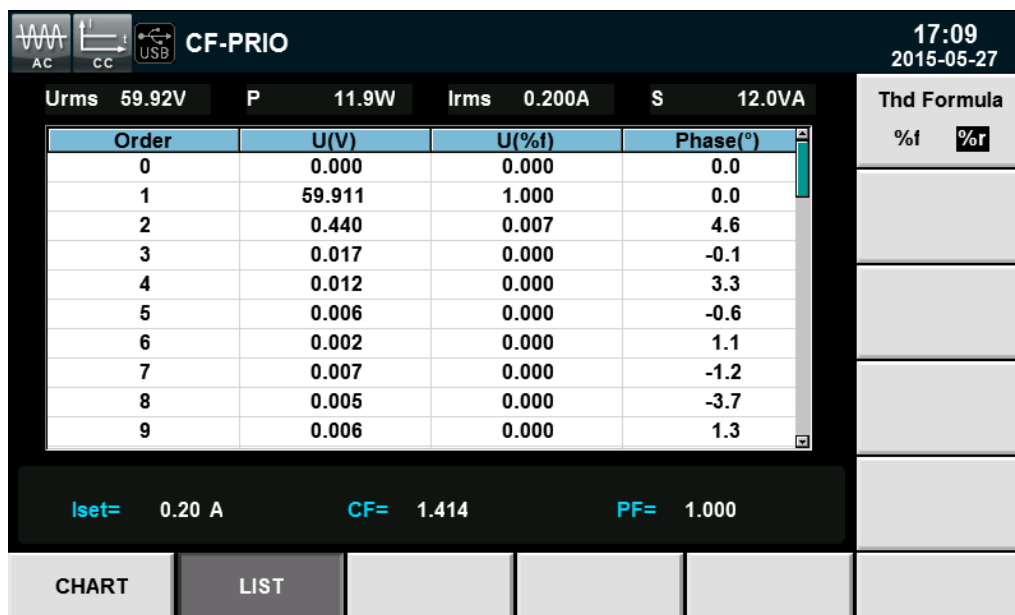 AC CC USB CF-PRIO 17:09
2015-05-27
Urms 59.92V P 11.9W Irms 0.200A S 12.0VA
Thd Formula
%f %r
Order U(V) U(%f) Phase(°)
0 0.000 0.000 0.0
1 59.911 1.000 0.0
2 0.440 0.007 4.6
3 0.017 0.000 -0.1
4 0.012 0.000 3.3
5 0.006 0.000 -0.6
6 0.002 0.000 1.1
7 0.007 0.000 -1.2
8 0.005 0.000 -3.7
9 0.006 0.000 1.3
Iset= 0.20 A CF= 1.414 PF= 1.000
CHART LIST